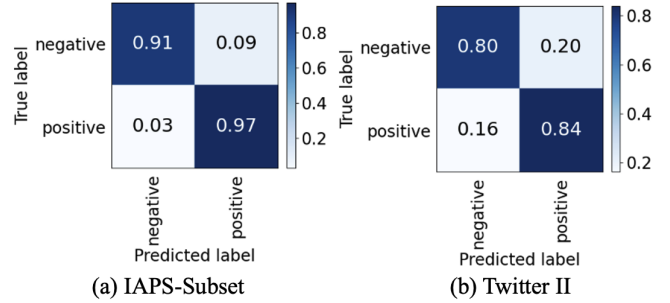 True label
negative
positive
0.91
0.09
0.03
0.97
0.8
0.6
0.4
0.2
negative
positive
Predicted label
(a) IAPS-Subset
True label
negative
positive
0.80
0.20
0.16
0.84
0.8
0.6
0.4
0.2
negative
positive
Predicted label
(b) Twitter II